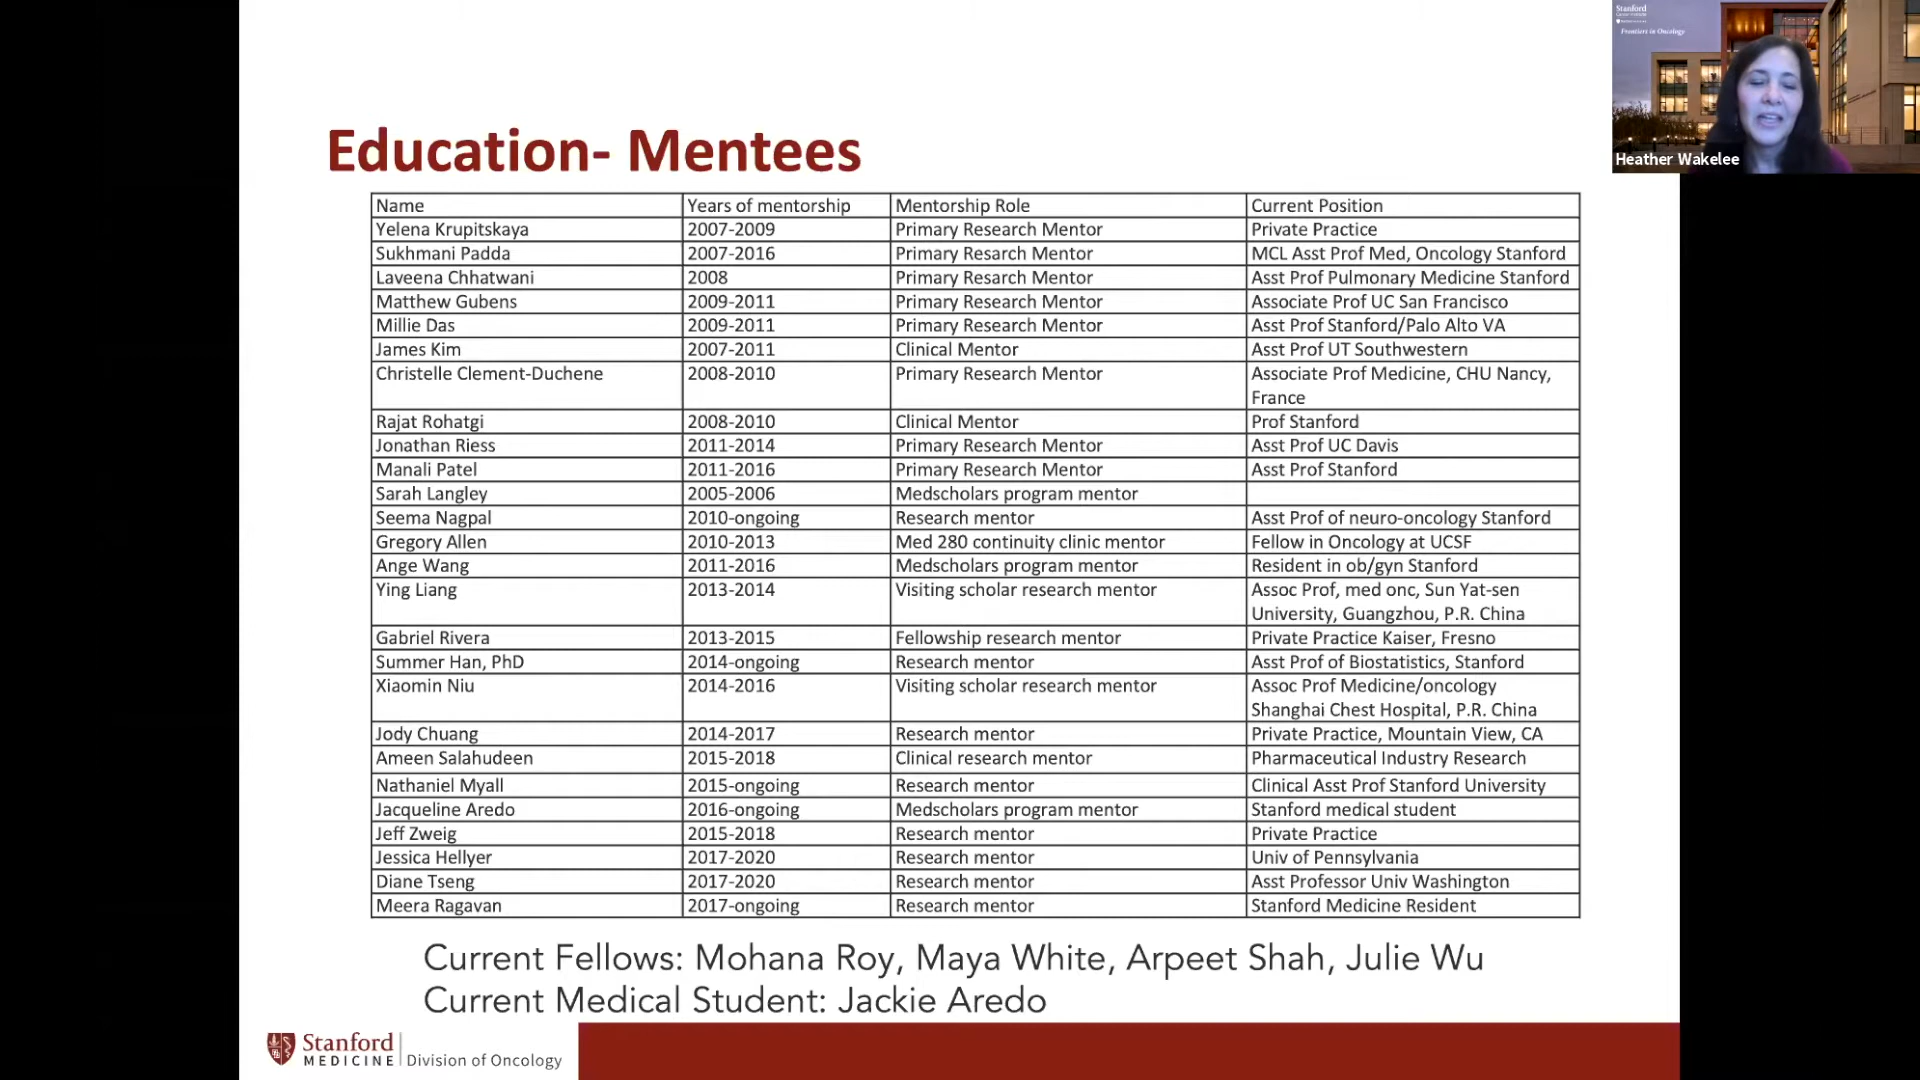 Stanford
Frontiers in Oncology
Heather Wakelee
Education- Mentees
Name Years of mentorship Mentorship Role Current Position
Yelena Krupitskaya 2007-2009 Primary Research Mentor Private Practice
Sukhmani Padda 2007-2016 Primary Resarch Mentor MCL Asst Prof Med, Oncology Stanford
Laveena Chhatwani 2008 Primary Resarch Mentor Asst Prof Pulmonary Medicine Stanford
Matthew Gubens 2009-2011 Primary Research Mentor Associate Prof UC San Francisco
Millie Das 2009-2011 Primary Research Mentor Asst Prof Stanford/Palo Alto VA
James Kim 2007-2011 Clinical Mentor Asst Prof UT Southwestern
Christelle Clement-Duchene 2008-2010 Primary Research Mentor Associate Prof Medicine, CHU Nancy,
France
Rajat Rohatgi 2008-2010 Clinical Mentor Prof Stanford
Jonathan Riess 2011-2014 Primary Research Mentor Asst Prof UC Davis
Manali Patel 2011-2016 Primary Research Mentor Asst Prof Stanford
Sarah Langley 2005-2006 Medscholars program mentor
Seema Nagpal 2010-ongoing Research mentor Asst Prof of neuro-oncology Stanford
Gregory Allen 2010-2013 Med 280 continuity clinic mentor Fellow in Oncology at UCSF
Ange Wang 2011-2016 Medscholars program mentor Resident in ob/gyn Stanford
Ying Liang 2013-2014 Visiting scholar research mentor Assoc Prof, med onc, Sun Yat-sen
University, Guangzhou, P.R. China
Gabriel Rivera 2013-2015 Fellowship research mentor Private Practice Kaiser, Fresno
Summer Han, PhD 2014-ongoing Research mentor Asst Prof of Biostatistics, Stanford
Xiaomin Niu 2014-2016 Visiting scholar research mentor Assoc Prof Medicine/oncology
Shanghai Chest Hospital, P.R. China
Jody Chuang 2014-2017 Research mentor Private Practice, Mountain View, CA
Ameen Salahudeen 2015-2018 Clinical research mentor Pharmaceutical Industry Research
Nathaniel Myall 2015-ongoing Research mentor Clinical Asst Prof Stanford University
Jacqueline Aredo 2016-ongoing Medscholars program mentor Stanford medical student
Jeff Zweig 2015-2018 Research mentor Private Practice
Jessica Hellyer 2017-2020 Research mentor Univ of Pennsylvania
Diane Tseng 2017-2020 Research mentor Asst Professor Univ Washington
Meera Ragavan 2017-ongoing Research mentor Stanford Medicine Resident
Current Fellows: Mohana Roy, Maya White, Arpeet Shah, Julie Wu
Current Medical Student: Jackie Aredo
Stanford
MEDICINE Division of Oncology